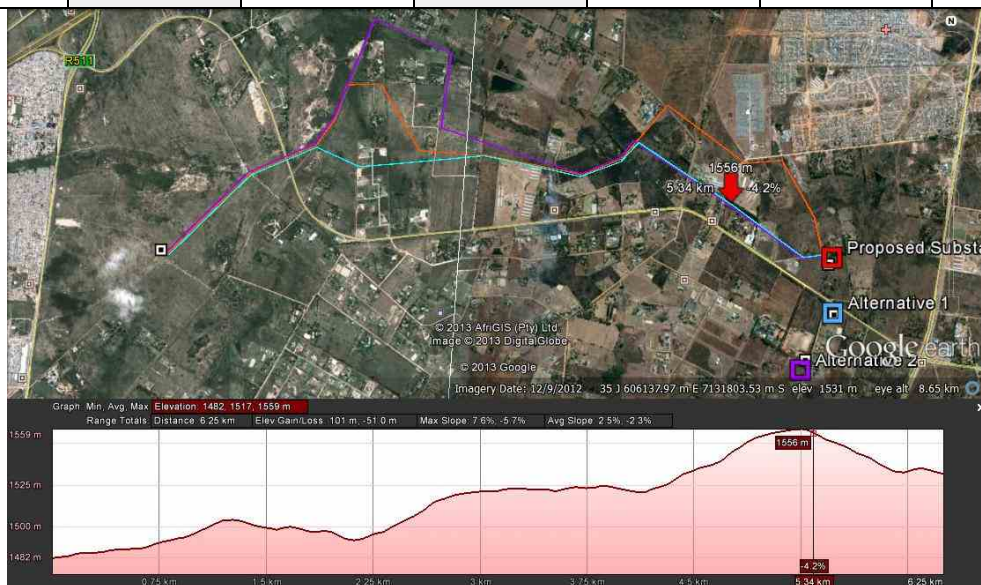 N
R511
1556 m
5.34 km -4.2%
Proposed Substa
Alternative 1
© 2013 AfriGIS (Pty) Ltd.
Image © 2013 DigitalGlobe
Google earth
Alternative 2
© 2013 Google
Imagery Date: 12/9/2012 35 J 606137.97 m E 7131803.53 m S elev 1531 m eye alt 8.65 km
Graph: Min, Avg, Max Elevation: 1482, 1517, 1559 m
Range Totals: Distance: 6.25 km Elev Gain/Loss: 101 m, -51.0 m Max Slope: 7.6%, -5.7% Avg Slope: 2.5%, -2.3%
1559 m
1556 m
1525 m
1500 m
1482 m
-4.2%
0.75 km 1.5 km 2.25 km 3 km 3.75 km 4.5 km 5.34 km 6.25 km